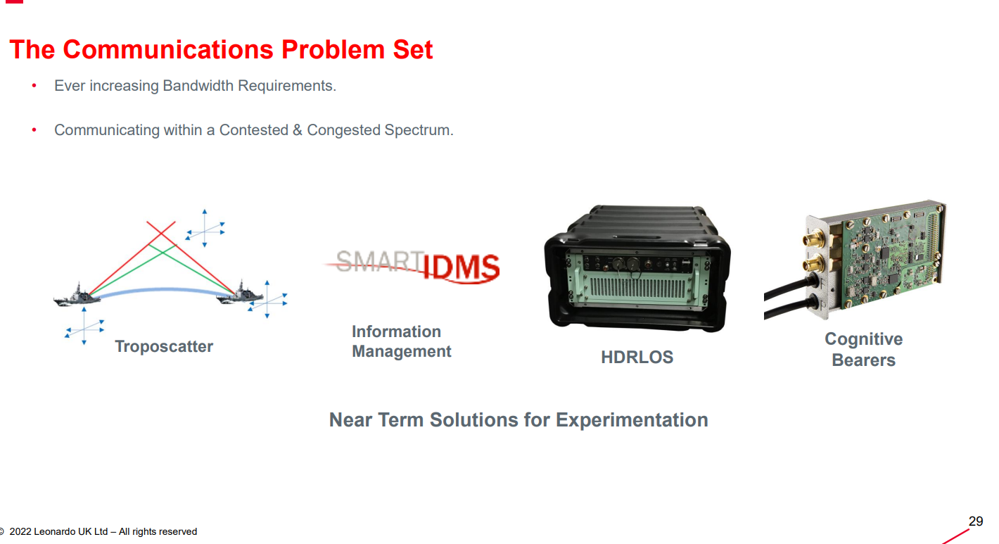 The Communications Problem Set
• Ever increasing Bandwidth Requirements.
• Communicating within a Contested & Congested Spectrum.
SMARTIDMS
Troposcatter
Information
Management
HDRLOS
Cognitive
Bearers
Near Term Solutions for Experimentation
© 2022 Leonardo UK Ltd – All rights reserved
29